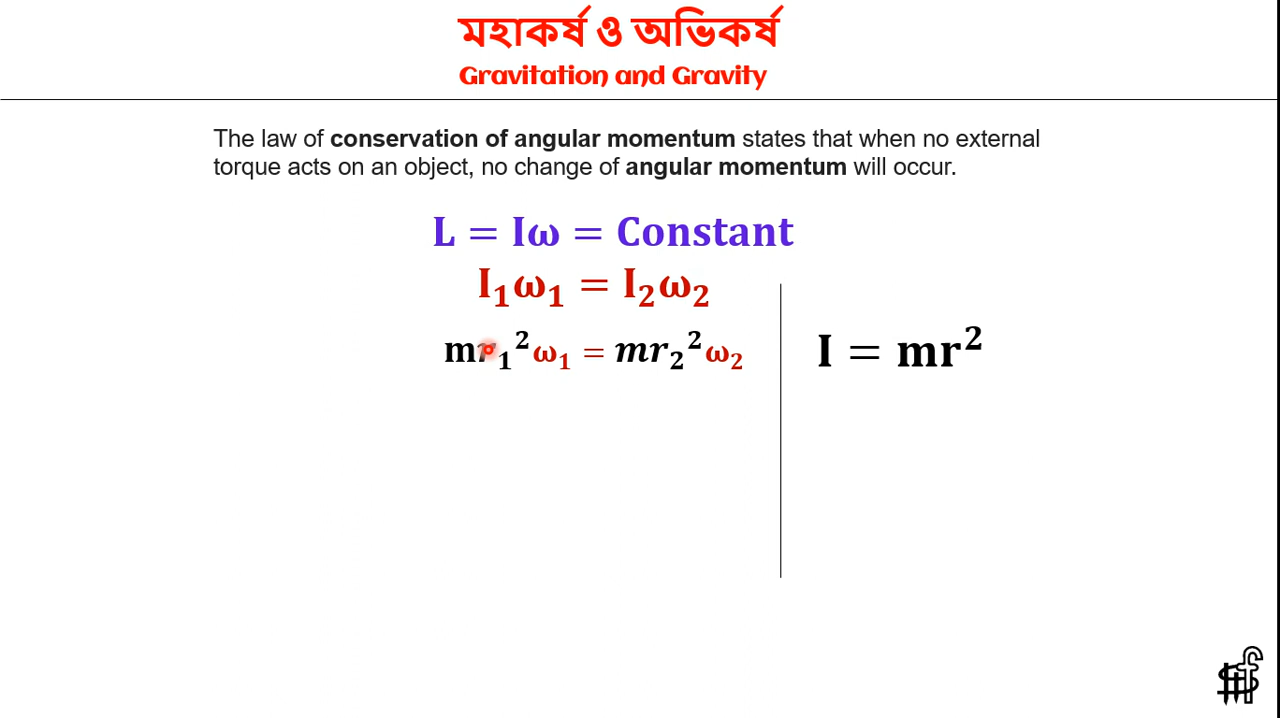 মহাকর্ষ ও অভিকর্ষ
Gravitation and Gravity
The law of conservation of angular momentum states that when no external
torque acts on an object, no change of angular momentum will occur.
L = Iω = Constant
I₁ω₁ = I₂ω₂
mr₁²ω₁ = mr₂²ω₂
I = mr²